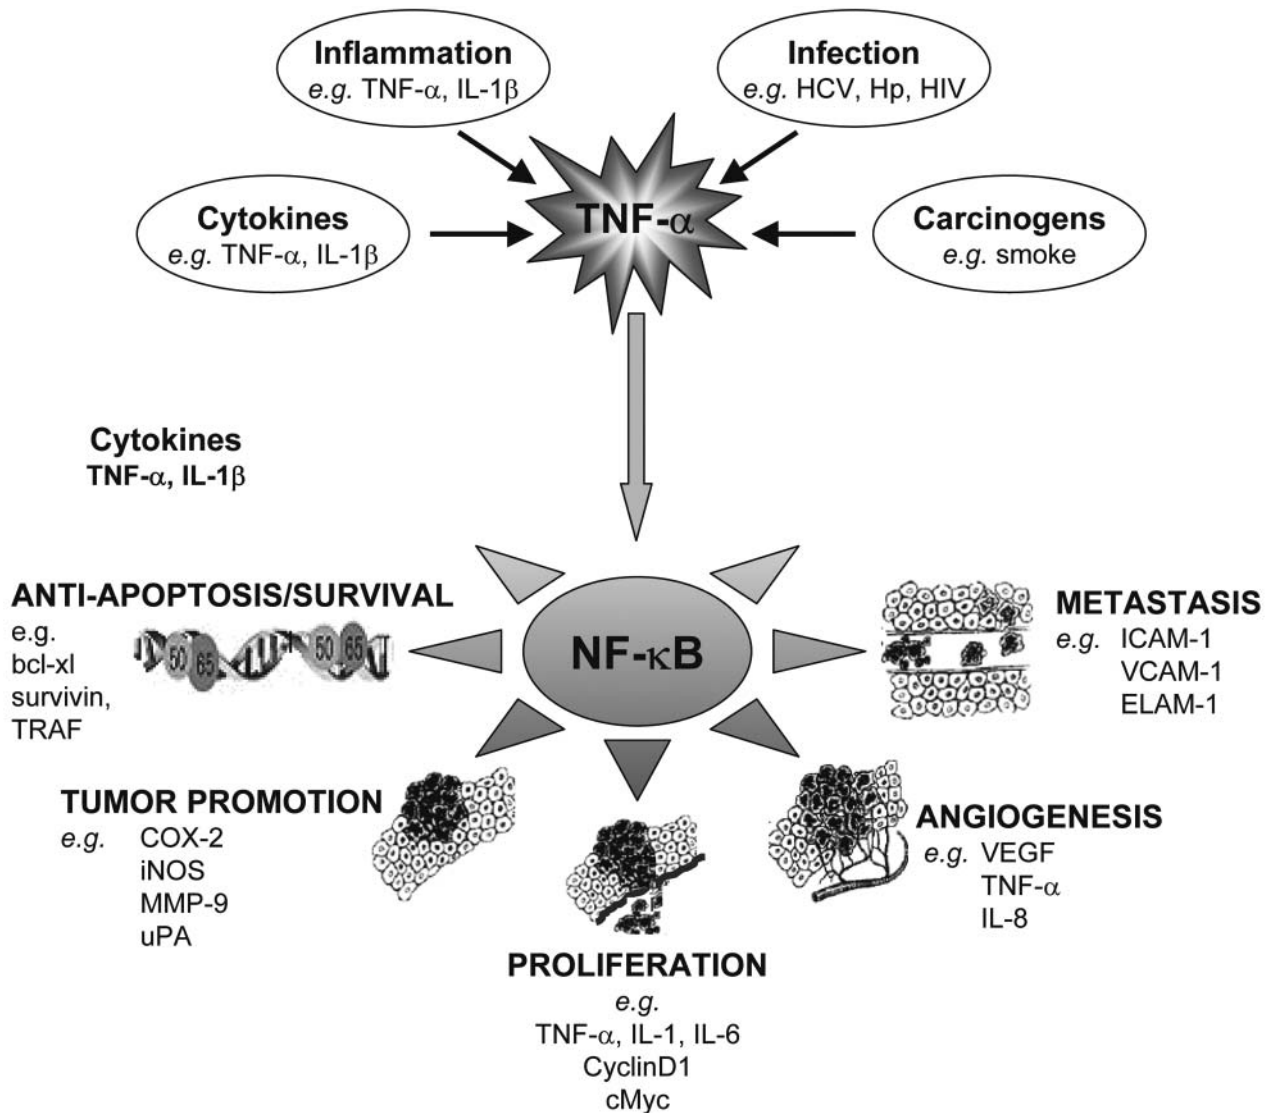 Inflammation
e.g. TNF-α, IL-1β
Infection
e.g. HCV, Hp, HIV
Cytokines
e.g. TNF-α, IL-1β
TNF-α
Carcinogens
e.g. smoke
Cytokines
TNF-α, IL-1β
ANTI-APOPTOSIS/SURVIVAL
e.g.
bcl-xl
survivin,
TRAF
50
65
50
65
NF-κB
METASTASIS
e.g. ICAM-1
VCAM-1
ELAM-1
TUMOR PROMOTION
e.g. COX-2
iNOS
MMP-9
uPA
ANGIOGENESIS
e.g. VEGF
TNF-α
IL-8
PROLIFERATION
e.g.
TNF-α, IL-1, IL-6
CyclinD1
cMyc